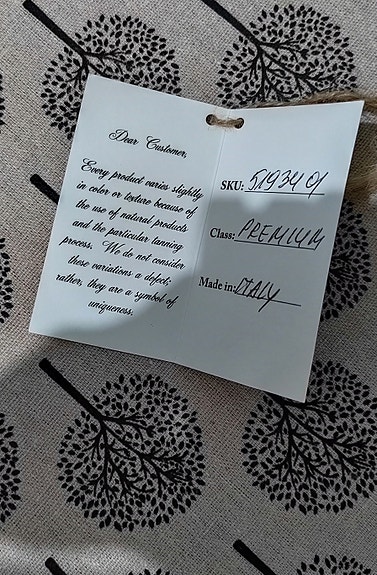 Dear Customer,
Every product varies slightly
in color or texture because of
the use of natural products
and the particular tanning
process. We do not consider
these variations a defect;
rather, they are a symbol of
uniqueness.
SKU: 5193401
Class: PREMIUM
Made in: ITALY